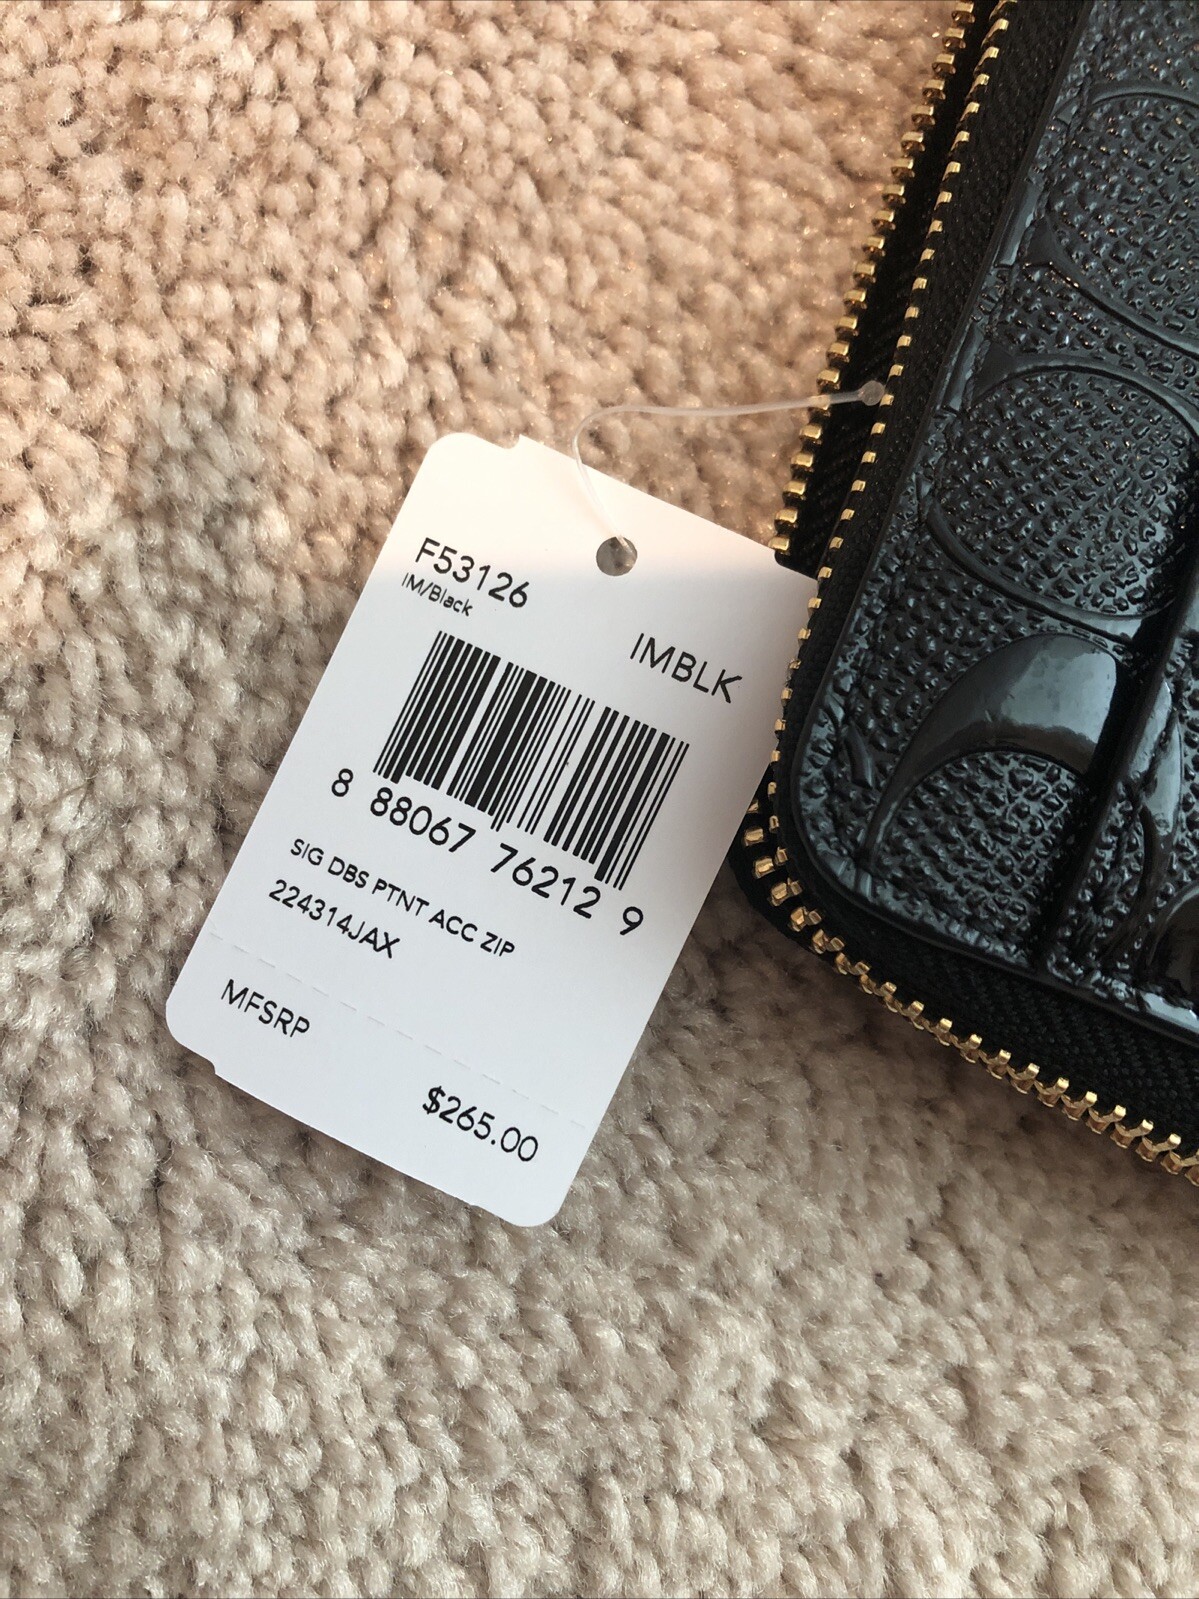 F53126
IM/Black
IMBLK
8 88067 76212 9
SIG DBS PTNT ACC ZIP
224314JAX
MFSRP
$265.00